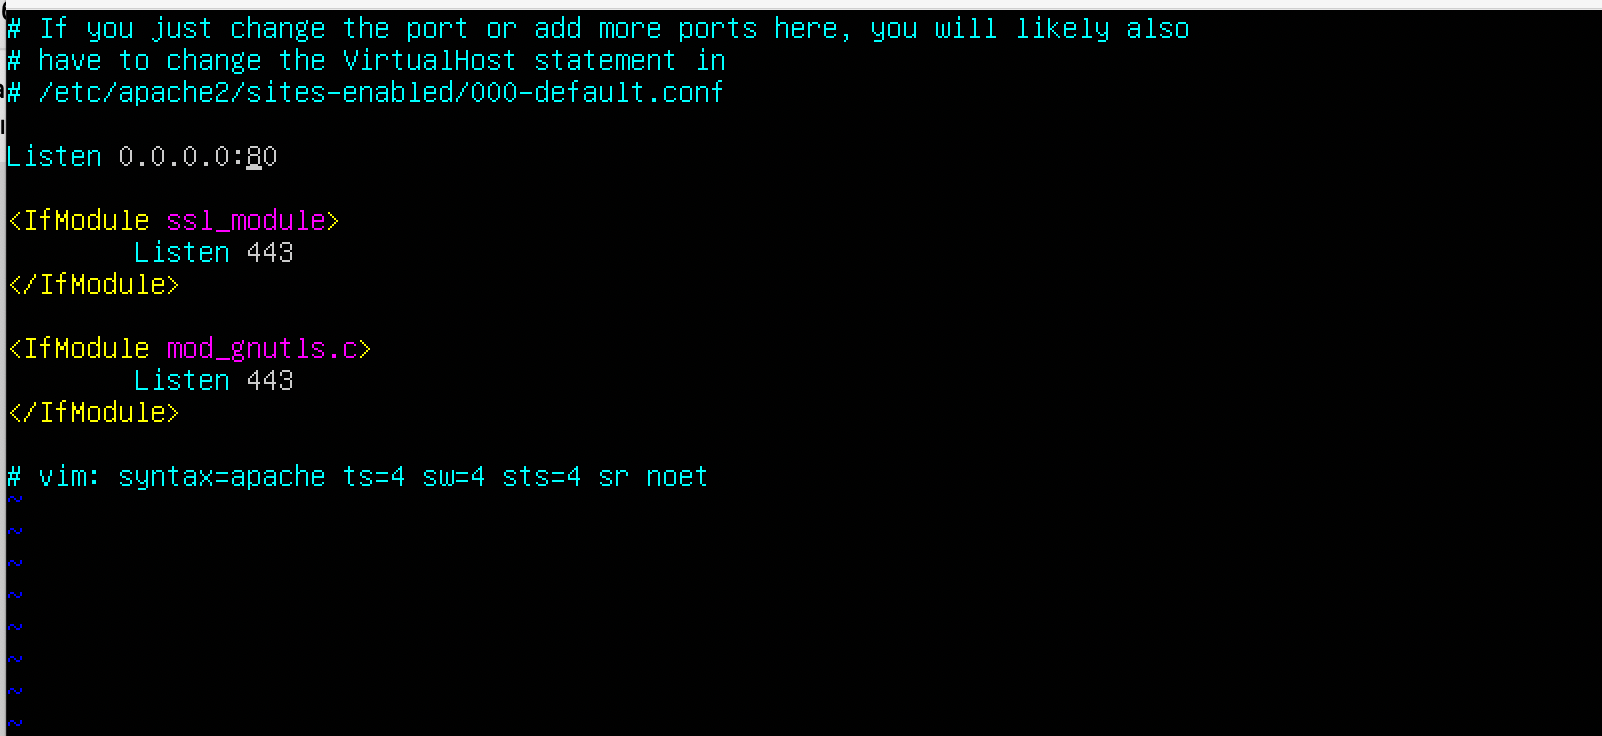 # If you just change the port or add more ports here, you will likely also
# have to change the VirtualHost statement in
# /etc/apache2/sites-enabled/000-default.conf
Listen 0.0.0.0:80
<IfModule ssl_module>
Listen 443
</IfModule>
<IfModule mod_gnutls.c>
Listen 443
</IfModule>
# vim: syntax=apache ts=4 sw=4 sts=4 sr noet
~
~
~
~
~
~
~
~